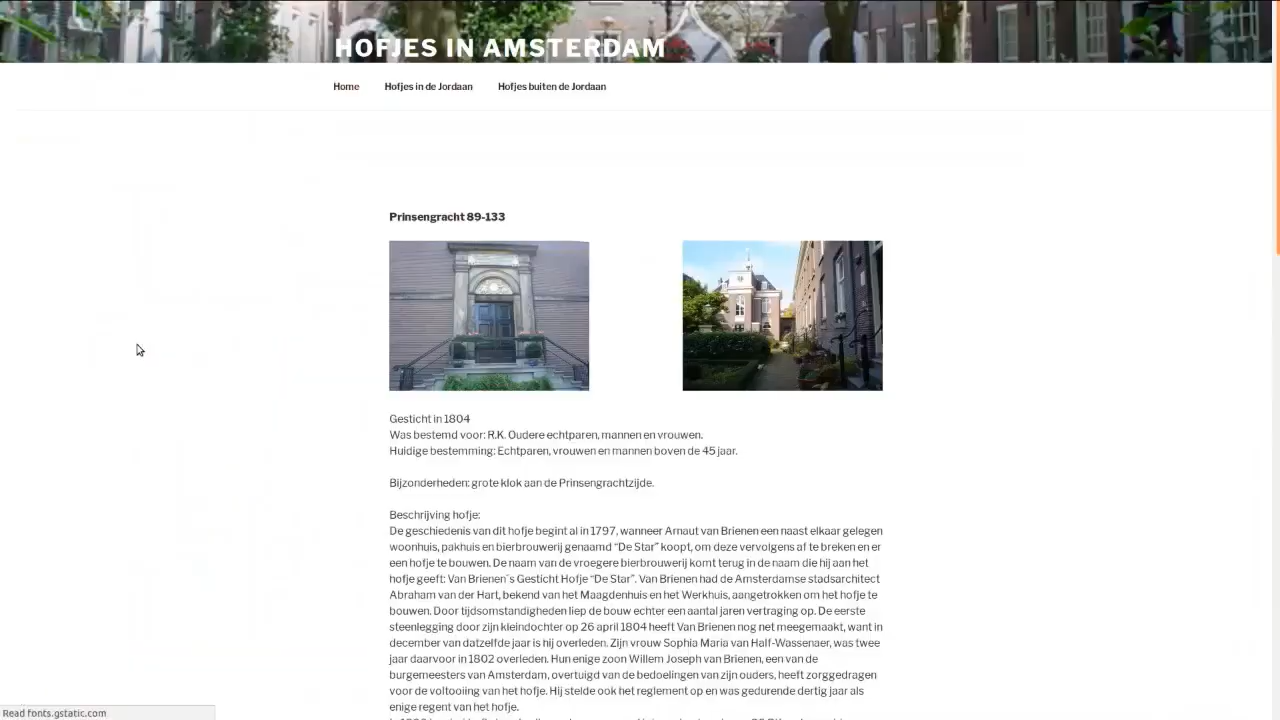 HOFJES IN AMSTERDAM
Home Hofjes in de Jordaan Hofjes buiten de Jordaan
Prinsengracht 89-133
Gesticht in 1804
Was bestemd voor: R.K. Oudere echtparen, mannen en vrouwen.
Huidige bestemming: Echtparen, vrouwen en mannen boven de 45 jaar.
Bijzonderheden: grote klok aan de Prinsengrachtzijde.
Beschrijving hofje:
De geschiedenis van dit hofje begint al in 1797, wanneer Arnaut van Brienen een naast elkaar gelegen
woonhuis, pakhuis en bierbrouwerij genaamd “De Star” koopt, om deze vervolgens af te breken en er
een hofje te bouwen. De naam van de vroegere bierbrouwerij komt terug in de naam die hij aan het
hofje geeft: Van Brienen´s Gesticht Hofje “De Star”. Van Brienen had de Amsterdamse stadsarchitect
Abraham van der Hart, bekend van het Maagdenhuis en het Werkhuis, aangetrokken om het hofje te
bouwen. Door tijdsomstandigheden liep de bouw echter een aantal jaren vertraging op. De eerste
steenlegging door zijn kleindochter op 26 april 1804 heeft Van Brienen nog net meegemaakt, want in
december van datzelfde jaar is hij overleden. Zijn vrouw Sophia Maria van Half-Wassenaer, was twee
jaar daarvoor in 1802 overleden. Hun enige zoon Willem Joseph van Brienen, een van de
burgemeesters van Amsterdam, overtuigd van de bedoelingen van zijn ouders, heeft zorggedragen
voor de voltooiing van het hofje. Hij stelde ook het reglement op en was gedurende dertig jaar als
enige regent van het hofje.
Read fonts.gstatic.com